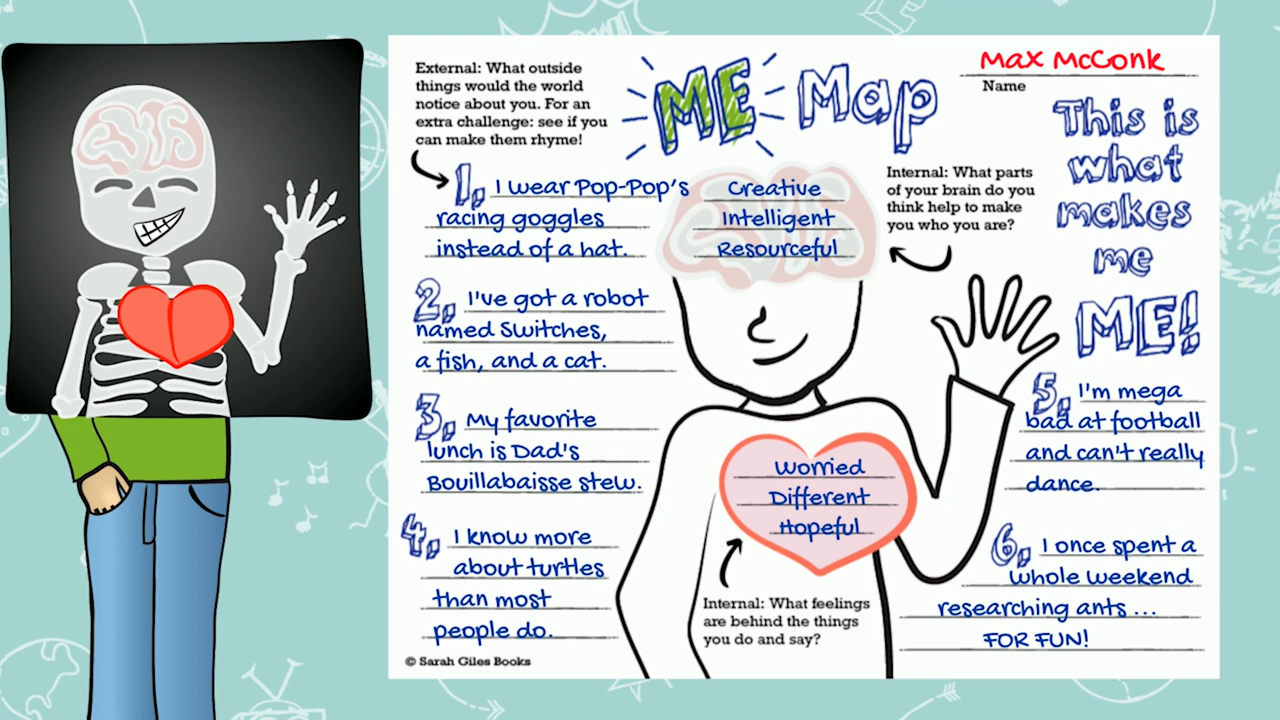 External: What outside
things would the world
notice about you. For an
extra challenge: see if you
can make them rhyme!
ME Map
Max McConk
Name
This is
what
makes
me
ME!
1, I wear Pop-Pop's
racing goggles
instead of a hat.
2, I've got a robot
named Switches,
a fish, and a cat.
3, My favorite
lunch is Dad's
Bouillabaisse stew.
4, I know more
about turtles
than most
people do.
Creative
Intelligent
Resourceful
Internal: What parts
of your brain do you
think help to make
you who you are?
Worried
Different
Hopeful
Internal: What feelings
are behind the things
you do and say?
5, I'm mega
bad at football
and can't really
dance.
6, I once spent a
whole weekend
researching ants ...
FOR FUN!
© Sarah Giles Books